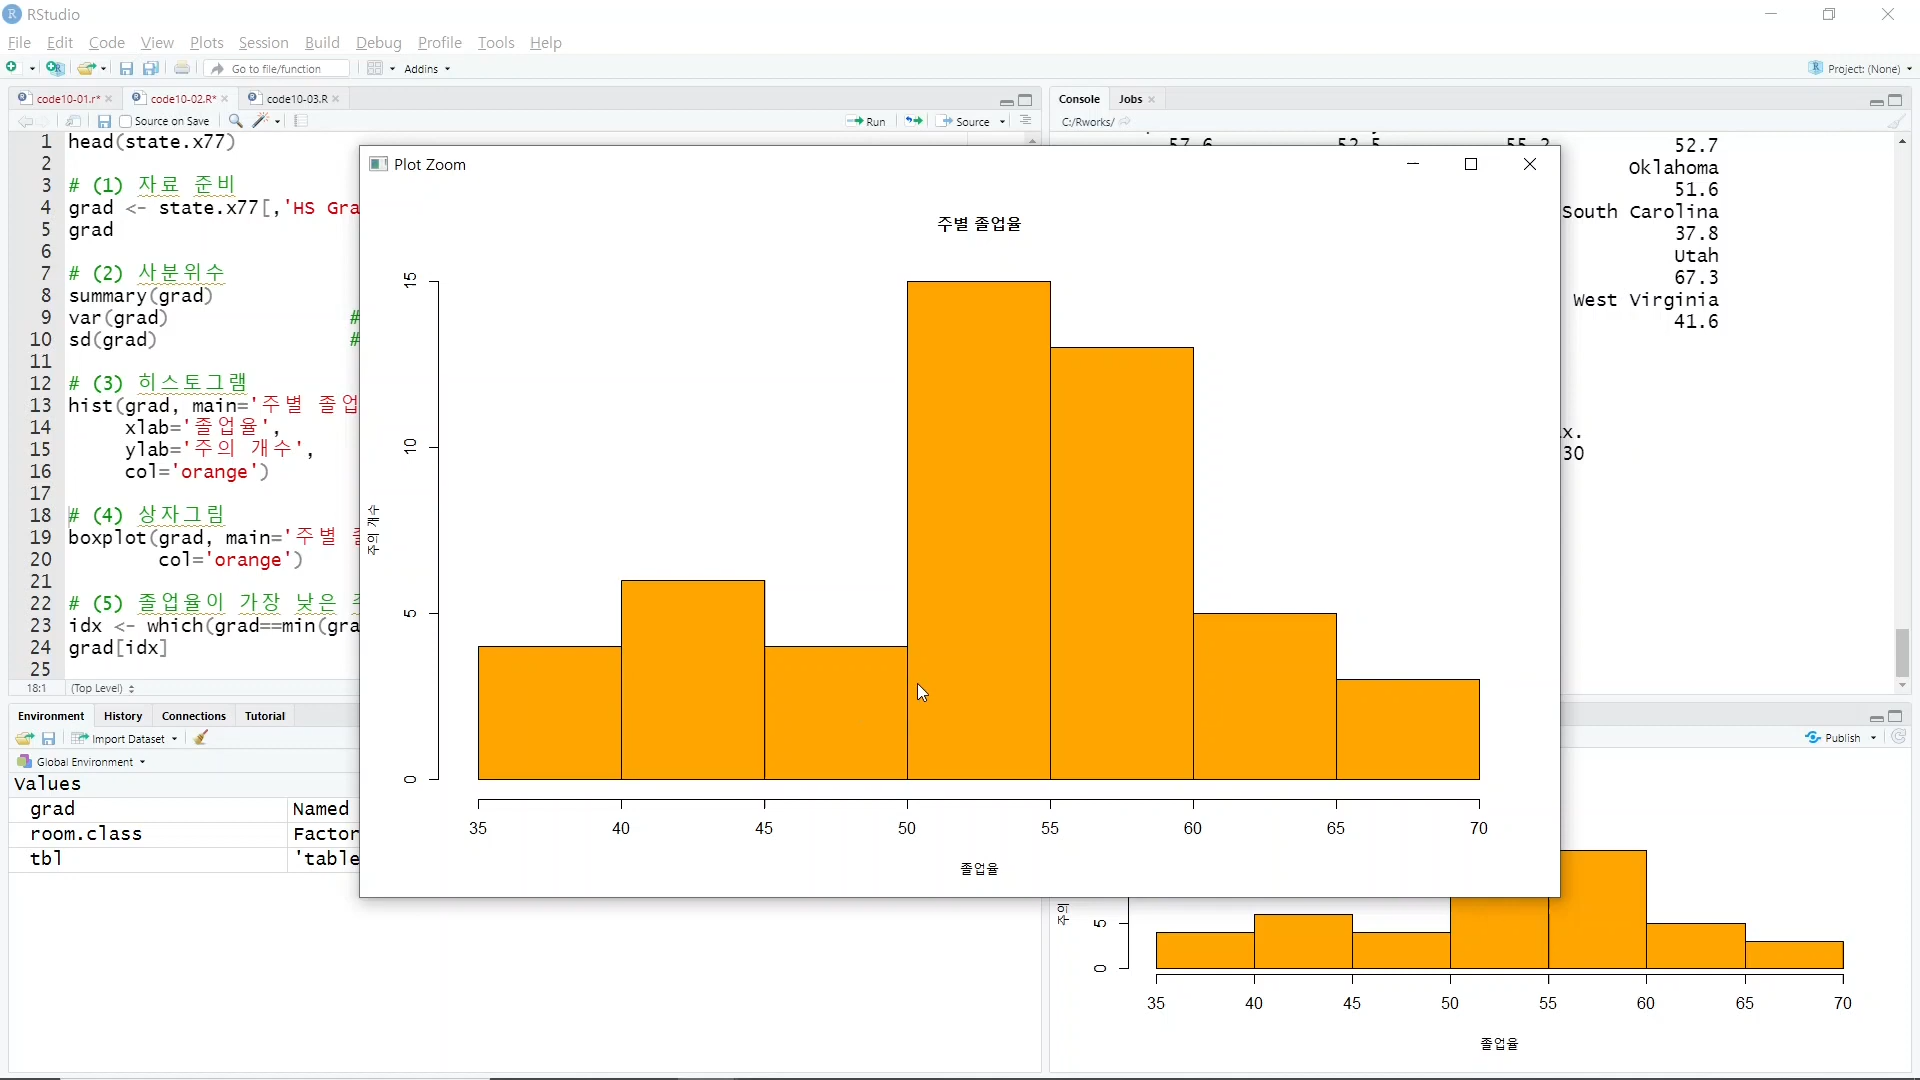 RStudio
File Edit Code View Plots Session Build Debug Profile Tools Help
Go to file/function Addins Project: (None)
code10-01.r* code10-02.R* code10-03.R
Source on Save Run Source
1 head(state.x77)
2
3 # (1) 자료 준비
4 grad <- state.x77[,'HS Gra
5 grad
6
7 # (2) 사분위수
8 summary(grad)
9 var(grad) #
10 sd(grad) #
11
12 # (3) 히스토그램
13 hist(grad, main='주별 졸업
14 xlab='졸업율',
15 ylab='주의 개수',
16 col='orange')
17
18 # (4) 상자그림
19 boxplot(grad, main='주별
20 col='orange')
21
22 # (5) 졸업율이 가장 낮은
23 idx <- which(grad==min(gra
24 grad[idx]
25
18:1 (Top Level)
Console Jobs
C:/Rworks/
57.6 52.5 55.2 52.7
Oklahoma
51.6
South Carolina
37.8
Utah
67.3
West Virginia
41.6
x.
30
Plot Zoom
주별 졸업율
15
10
5
0
주의 개수
35 40 45 50 55 60 65 70
졸업율
Environment History Connections Tutorial
Import Dataset
Global Environment
Values
grad Named
room.class Factor
tbl 'table
Publish
주의
5
0
35 40 45 50 55 60 65 70
졸업율